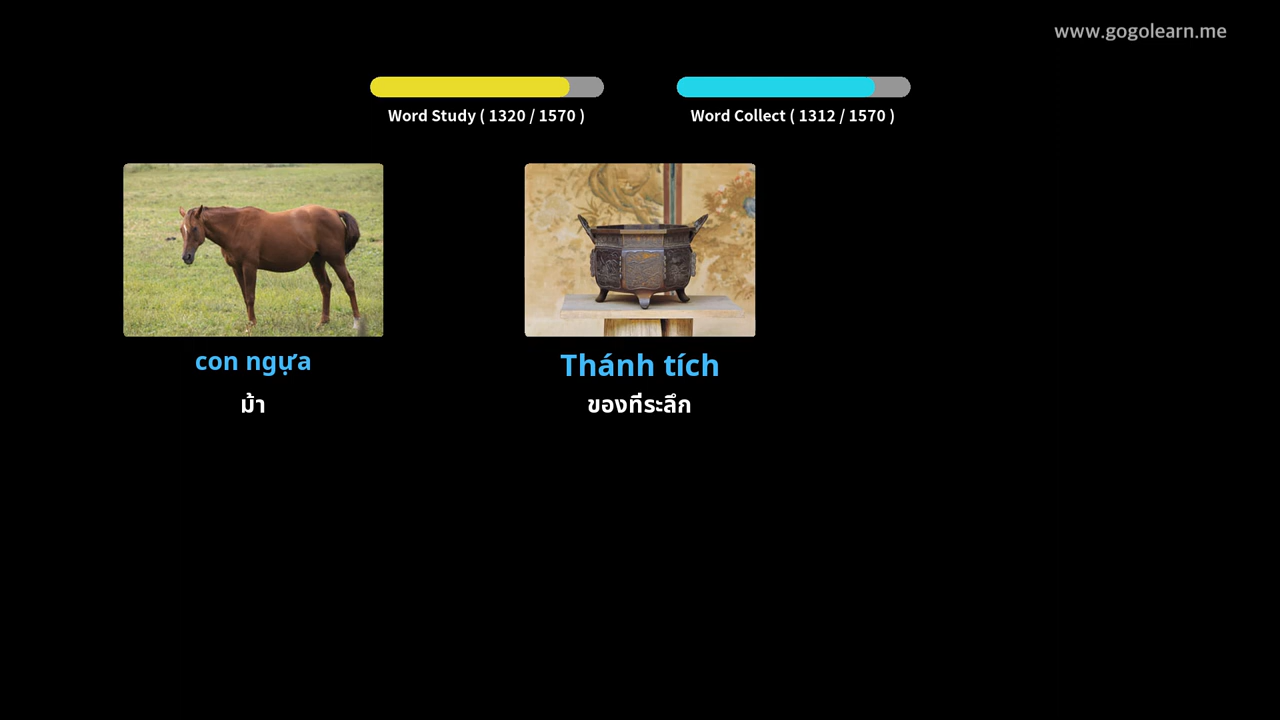 www.gogolearn.me
Word Study ( 1320 / 1570 )
Word Collect ( 1312 / 1570 )
con ngựa
ม้า
Thánh tích
ของที่ระลึก